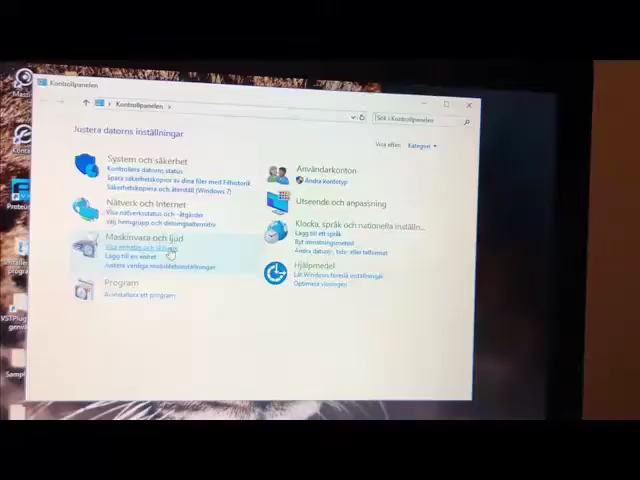 Kontrollpanelen
Kontrollpanelen
Sök i Kontrollpanelen
Justera datorns inställningar
Visa efter: Kategori
System och säkerhet
Kontrollera datorns status
Spara säkerhetskopior av dina filer med Filhistorik
Säkerhetskopiera och återställ (Windows 7)
Nätverk och Internet
Visa nätverksstatus och -åtgärder
Välj hemgrupp och delningsalternativ
Maskinvara och ljud
Visa enheter och skrivare
Lägg till en enhet
Justera vanliga mobilitetsinställningar
Program
Avinstallera ett program
Användarkonton
Ändra kontotyp
Utseende och anpassning
Klocka, språk och nationella inställn...
Lägg till ett språk
Byt inmatningsmetod
Ändra datum-, tids- eller talformat
Hjälpmedel
Låt Windows föreslå inställningar
Optimera visningen